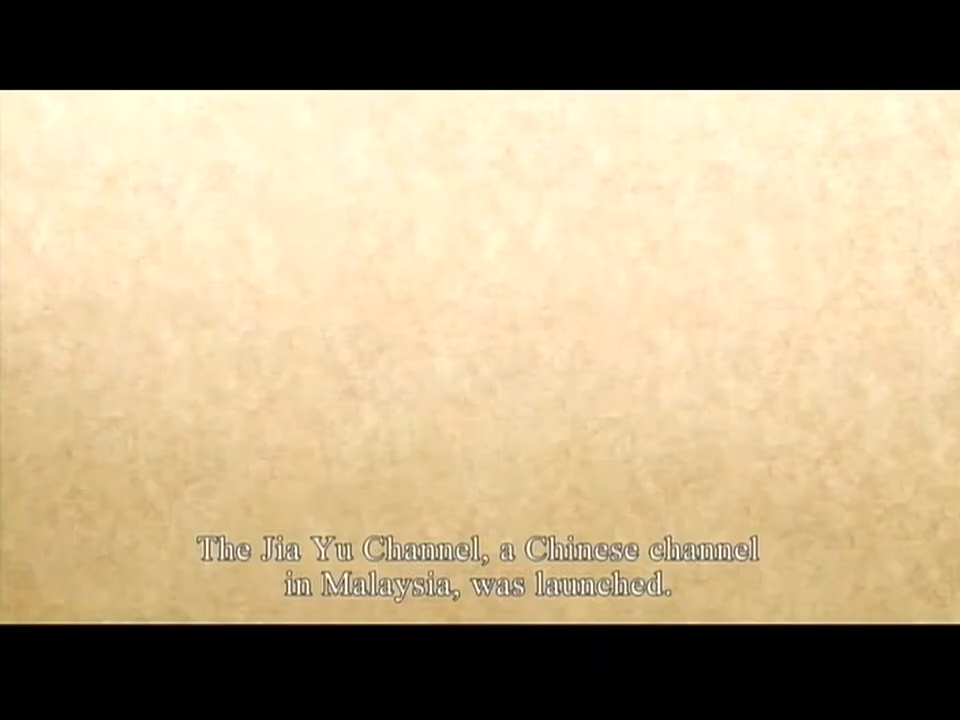 The Jia Yu Channel, a Chinese channel
in Malaysia, was launched.